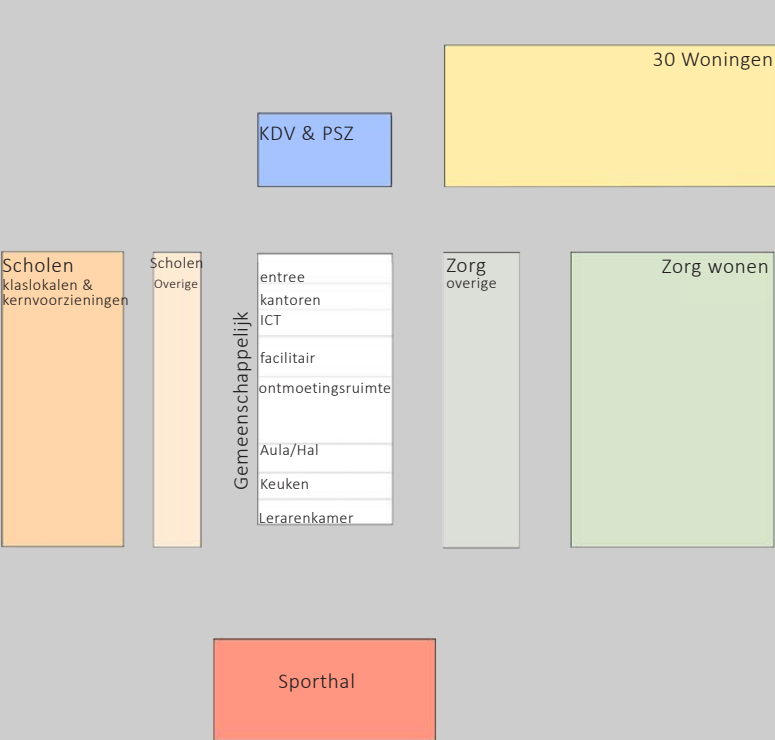 30 Woningen
KDV & PSZ
Scholen
klaslokalen &
kernvoorzieningen
Scholen
Overige
Gemeenschappelijk
entree
kantoren
ICT
facilitair
ontmoetingsruimte
Aula/Hal
Keuken
Lerarenkamer
Zorg
overige
Zorg wonen
Sporthal